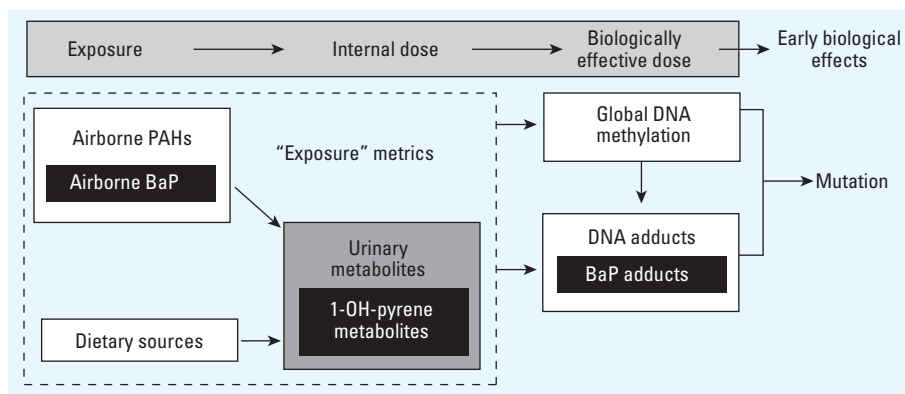 Exposure
Internal dose
Biologically
effective dose
Early biological
effects
Airborne PAHs
Airborne BaP
“Exposure” metrics
Urinary
metabolites
1-OH-pyrene
metabolites
Dietary sources
Global DNA
methylation
DNA adducts
BaP adducts
Mutation